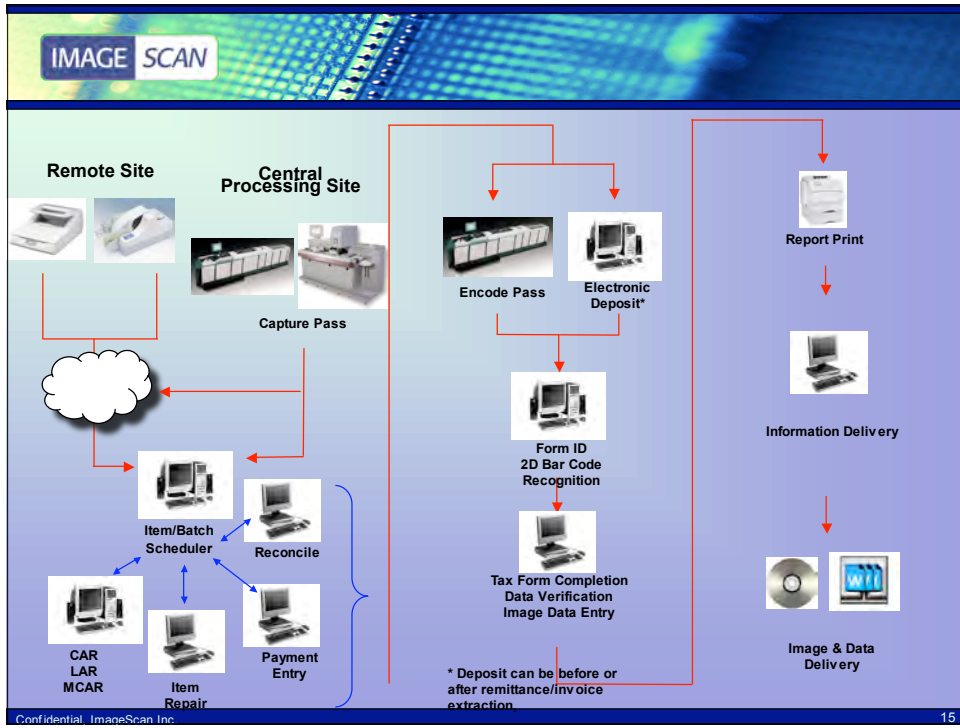 IMAGE SCAN
Remote Site
Central
Processing Site
Capture Pass
Item/Batch
Scheduler
Reconcile
CAR
LAR
MCAR
Item
Repair
Payment
Entry
Encode Pass
Electronic
Deposit*
Form ID
2D Bar Code
Recognition
Tax Form Completion
Data Verification
Image Data Entry
* Deposit can be before or
after remittance/invoice
extraction.
Report Print
Information Delivery
Image & Data
Delivery
Confidential, ImageScan Inc
15